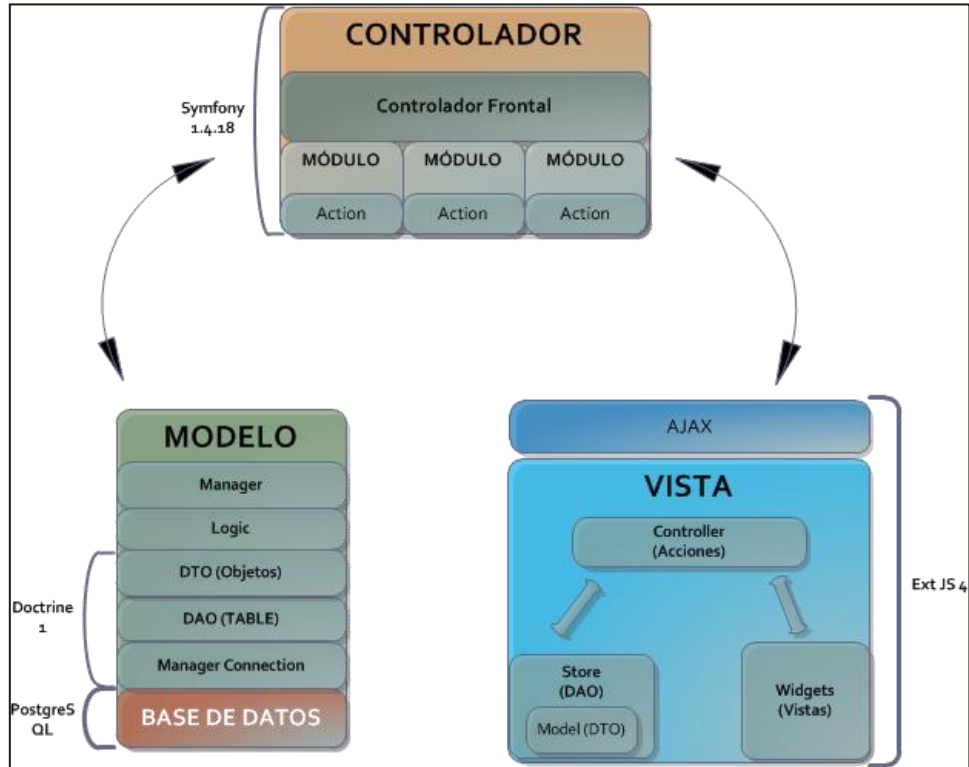 CONTROLADOR
Controlador Frontal
Symfony
1.4.18
MÓDULO
MÓDULO
MÓDULO
Action
Action
Action
MODELO
Manager
Logic
DTO (Objetos)
DAO (TABLE)
Manager Connection
BASE DE DATOS
Doctrine
1
PostgreS
QL
AJAX
VISTA
Controller
(Acciones)
Store
(DAO)
Model (DTO)
Widgets
(Vistas)
Ext JS 4